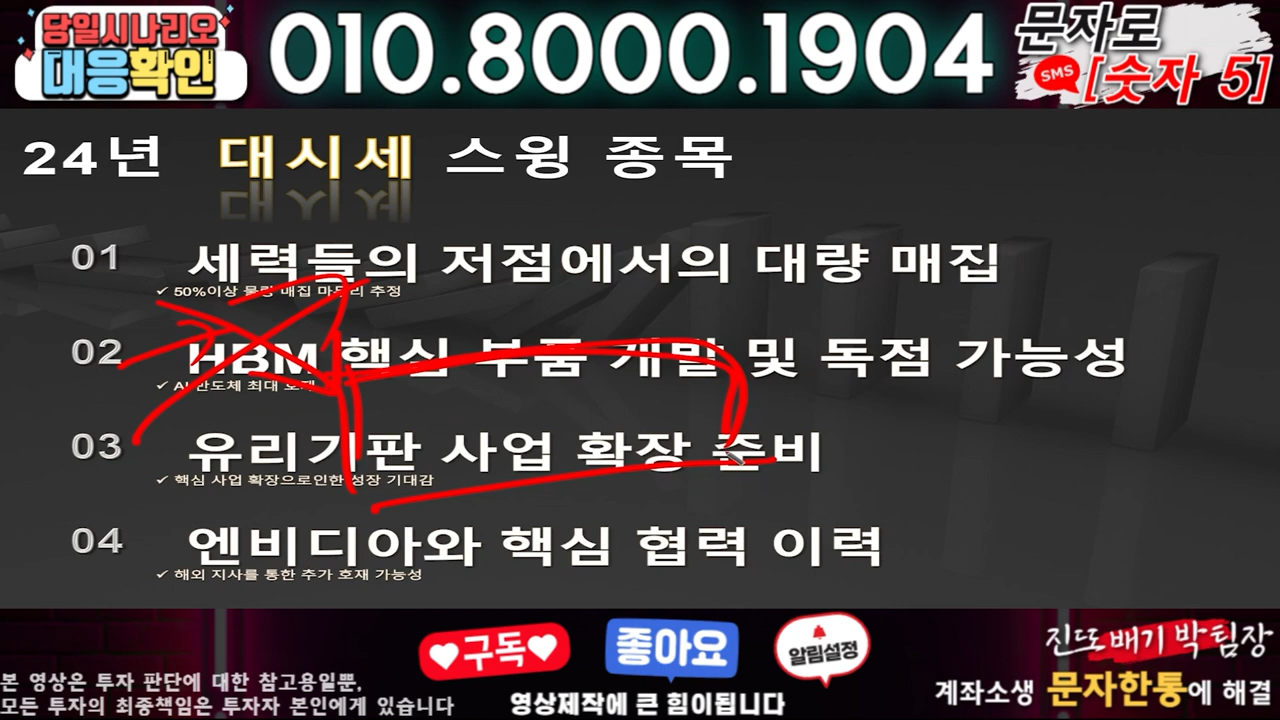 당일시나리오
대응확인
010.8000.1904
문자로
SMS [숫자 5]
24년 대시세 스윙 종목
01 세력들의 저점에서의 대량 매집
✓ 50%이상 물량 매집 마무리 추정
02 HBM 핵심 부품 개발 및 독점 가능성
✓ AI 반도체 최대 호재
03 유리기판 사업 확장 준비
✓ 핵심 사업 확장으로인한 성장 기대감
04 엔비디아와 핵심 협력 이력
✓ 해외 지사를 통한 추가 호재 가능성
구독
좋아요
알림설정
영상제작에 큰 힘이됩니다
본 영상은 투자 판단에 대한 참고용일뿐,
모든 투자의 최종책임은 투자자 본인에게 있습니다
진또배기 박팀장
계좌소생 문자한통에 해결